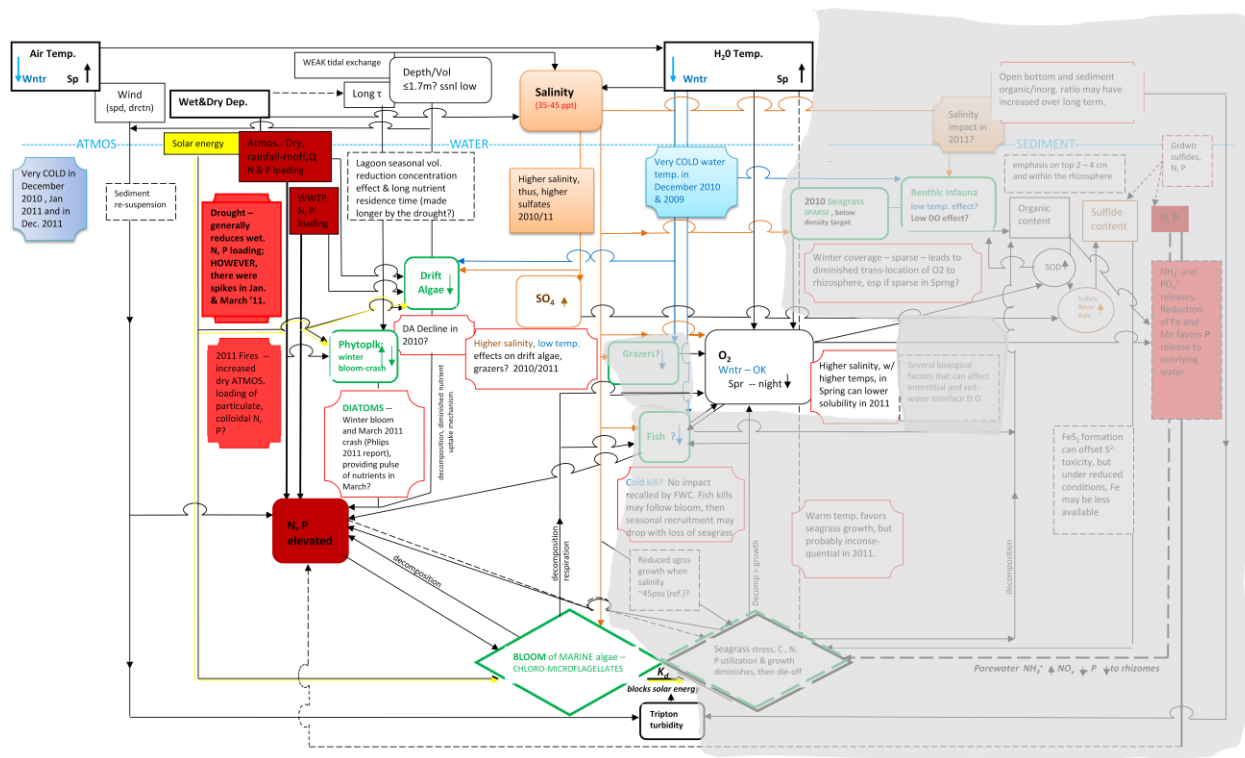 Air Temp.
Wntr Sp
WEAK tidal exchange
Depth/Vol
≤1.7m? ssnl low
Salinity
(35-45 ppt)
H₂0 Temp.
Wntr Sp
Open bottom and sediment
organic/inorg. ratio may have
increased over long term.
Wind
(spd, drctn)
Wet&Dry Dep.
Long τ
Salinity
impact in
2011?
ATMOS
Solar energy
WATER
SEDIMENT
Atmos.: Dry,
rainfall-rnoff,Q
N & P loading
Grdwtr
sulfides,
N, P
Very COLD in
December
2010 , Jan
2011 and in
Dec. 2011
Sediment
re-suspension
Lagoon seasonal vol.
reduction concentration
effect & long nutrient
residence time (made
longer by the drought?)
Higher salinity,
thus, higher
sulfates
2010/11
Very COLD water
temp. in
December 2010
& 2009
emphasis on top 2 – 4 cm
and within the rhizosphere
2010 Seagrass
SPARSE , below
density target
Benthic infauna
low temp. effect?
Low DO effect?
Organic
content
Sulfide
content
N, P
WWTP
N, P
loading
Drought –
generally
reduces wet.
N, P loading;
HOWEVER,
there were
spikes in Jan.
& March '11.
Drift
Algae
SO₄
Winter coverage – sparse – leads to
diminished trans-location of O2 to
rhizosphere, esp if sparse in Sprng?
SOD
Sulfide
Rdctn
Rate
NH₄⁺ and
PO₄³⁻
releases.
Reduction
of Fe and
Mn favors P
release to
overlying
water
Phytoplk:
winter
bloom-crash
DA Decline in
2010?
Higher salinity, low temp.
effects on drift algae,
grazers? 2010/2011
Grazers?
O₂
Wntr – OK
Spr -- night
Higher salinity, w/
higher temps, in
Spring can lower
solubility in 2011
Several biological
factors that can affect
interstitial and sed.-
water interface D.O.
2011 Fires --
increased
dry ATMOS.
loading of
particulate,
colloidal N,
P?
DIATOMS --
Winter bloom
and March 2011
crash (Phlips
2011 report),
providing pulse
of nutrients in
March?
decomposition, diminished nutrient
uptake mechanism
Fish ?
FeS₂ formation
can offset S²⁻
toxicity, but
under reduced
conditions, Fe
may be less
available
Cold kill? No impact
recalled by FWC. Fish kills
may follow bloom, then
seasonal recruitment may
drop with loss of seagrass
Warm temp. favors
seagrass growth, but
probably inconse-
quential in 2011.
N, P
elevated
decomposition
decomposition
respiration
Reduced sgrss
growth when
salinity
~45psu (ref.)?
Decomp > growth
decomposition
BLOOM of MARINE algae –
CHLORO-MICROFLAGELLATES
Kd
blocks solar energy
Seagrass stress, C , N,
P utilization & growth
diminishes, then die-off
Porewater NH₃⁺ NOₓ P to rhizomes
Tripton
turbidity